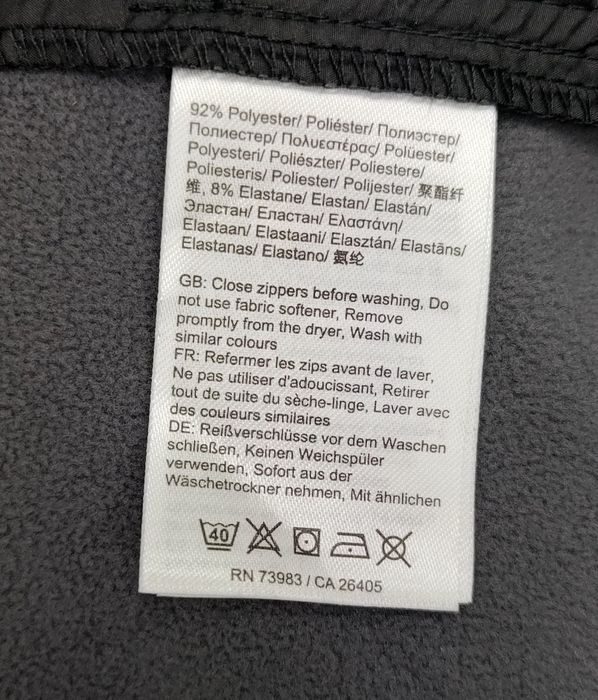 92% Polyester/ Poliéster/ Полиэстер/
Полиестер/ Πολυεστέρας/ Polüester/
Polyesteri/ Poliészter/ Poliestere/
Poliesteris/ Poliester/ Polijester/ 聚酯纤
维, 8% Elastane/ Elastan/ Elastán/
Эластан/ Еластан/ Ελαστάνη/
Elastaan/ Elastaani/ Elasztán/ Elastāns/
Elastanas/ Elastano/ 氨纶
GB: Close zippers before washing, Do
not use fabric softener, Remove
promptly from the dryer, Wash with
similar colours
FR: Refermer les zips avant de laver,
Ne pas utiliser d'adoucissant, Retirer
tout de suite du sèche-linge, Laver avec
des couleurs similaires
DE: Reißverschlüsse vor dem Waschen
schließen, Keinen Weichspüler
verwenden, Sofort aus der
Wäschetrockner nehmen, Mit ähnlichen
40
RN 73983 / CA 26405